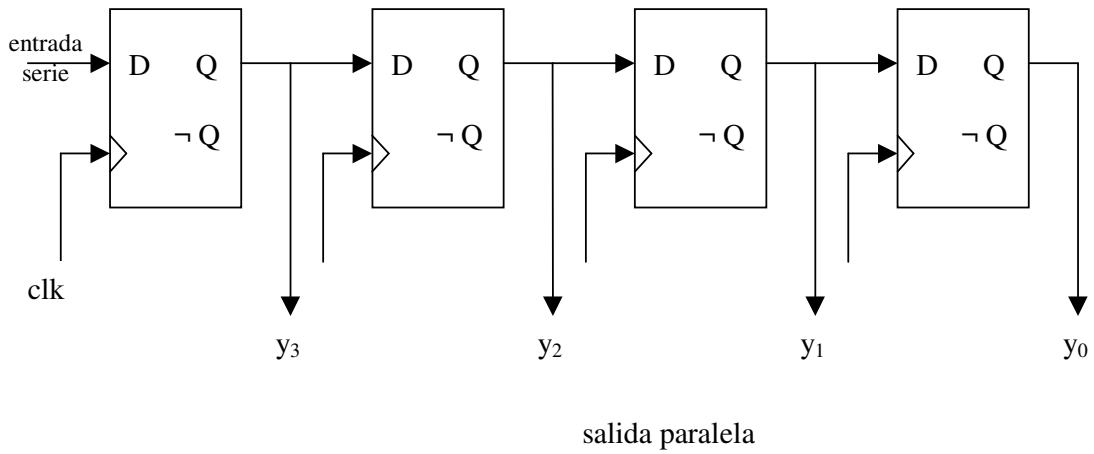 entrada
serie
D Q
¬ Q
D Q
¬ Q
D Q
¬ Q
D Q
¬ Q
clk
y₃ y₂ y₁ y₀
salida paralela